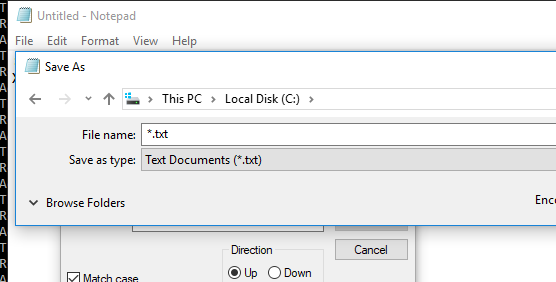 Untitled - Notepad
File Edit Format View Help
Save As
This PC Local Disk (C:)
File name: *.txt
Save as type: Text Documents (*.txt)
Browse Folders
Direction
Cancel
Match case
Up Down
T
R
A
T
R
A
T
R
A
T
R
A
T
R